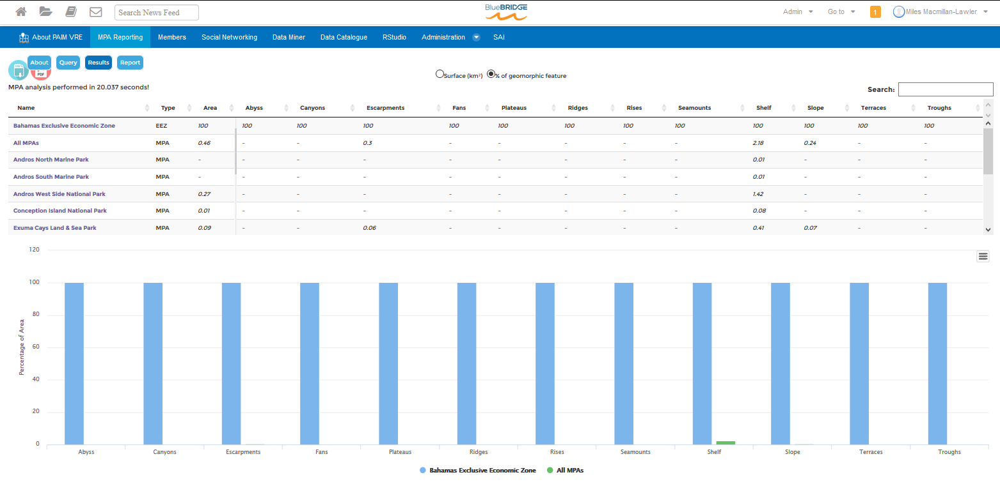 Search News Feed
BlueBRIDGE
Admin Go to 1 Miles Macmillan-Lawler
About PAIM VRE MPA Reporting Members Social Networking Data Miner Data Catalogue RStudio Administration SAI
About Query Results Report
PDF
Surface (km²) % of geomorphic feature
MPA analysis performed in 20.037 seconds!
Search:
Name Type Area Abyss Canyons Escarpments Fans Plateaus Ridges Rises Seamounts Shelf Slope Terraces Troughs
Bahamas Exclusive Economic Zone EEZ 100 100 100 100 100 100 100 100 100 100 100 100 100
All MPAs MPA 0.46 - - 0.3 - - - - - 2.18 0.24 - -
Andros North Marine Park MPA - - - - - - - - - 0.01 - - -
Andros South Marine Park MPA - - - - - - - - - 0.01 - - -
Andros West Side National Park MPA 0.27 - - - - - - - - 1.42 - - -
Conception Island National Park MPA 0.01 - - - - - - - - 0.08 - - -
Exuma Cays Land & Sea Park MPA 0.09 - - 0.06 - - - - - 0.41 0.07 - -
120
100
80
60
40
20
0
Percentage of Area
Abyss Canyons Escarpments Fans Plateaus Ridges Rises Seamounts Shelf Slope Terraces Troughs
Bahamas Exclusive Economic Zone All MPAs